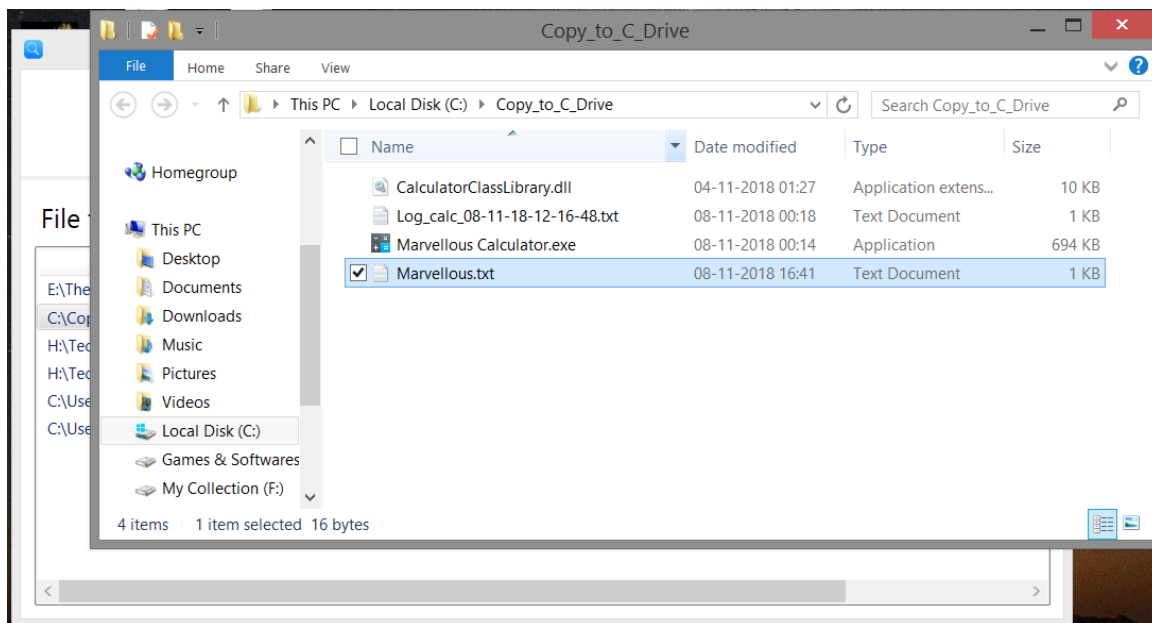 Copy_to_C_Drive
File Home Share View
This PC Local Disk (C:) Copy_to_C_Drive Search Copy_to_C_Drive
Name Date modified Type Size
Homegroup
CalculatorClassLibrary.dll 04-11-2018 01:27 Application extens... 10 KB
File
This PC
Log_calc_08-11-18-12-16-48.txt 08-11-2018 00:18 Text Document 1 KB
Desktop
Marvellous Calculator.exe 08-11-2018 00:14 Application 694 KB
Marvellous.txt 08-11-2018 16:41 Text Document 1 KB
E:\The
Documents
C:\Cop
Downloads
H:\Tec
Music
H:\Tec
Pictures
C:\Use
Videos
C:\Use
Local Disk (C:)
Games & Softwares
My Collection (F:)
4 items 1 item selected 16 bytes